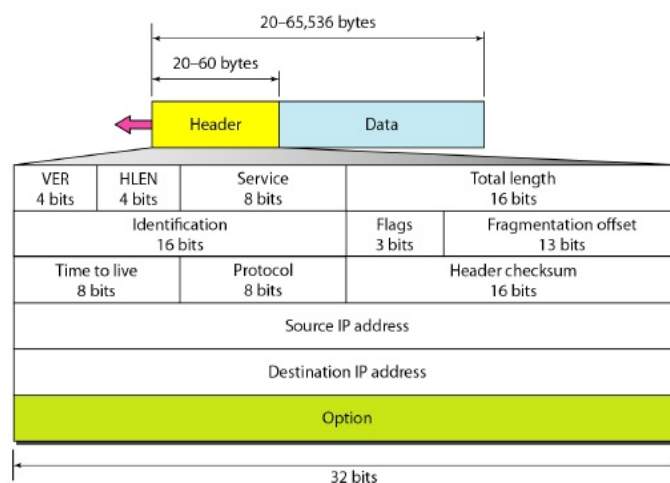 20–65,536 bytes
20–60 bytes
Header
Data
VER
4 bits
HLEN
4 bits
Service
8 bits
Total length
16 bits
Identification
16 bits
Flags
3 bits
Fragmentation offset
13 bits
Time to live
8 bits
Protocol
8 bits
Header checksum
16 bits
Source IP address
Destination IP address
Option
32 bits